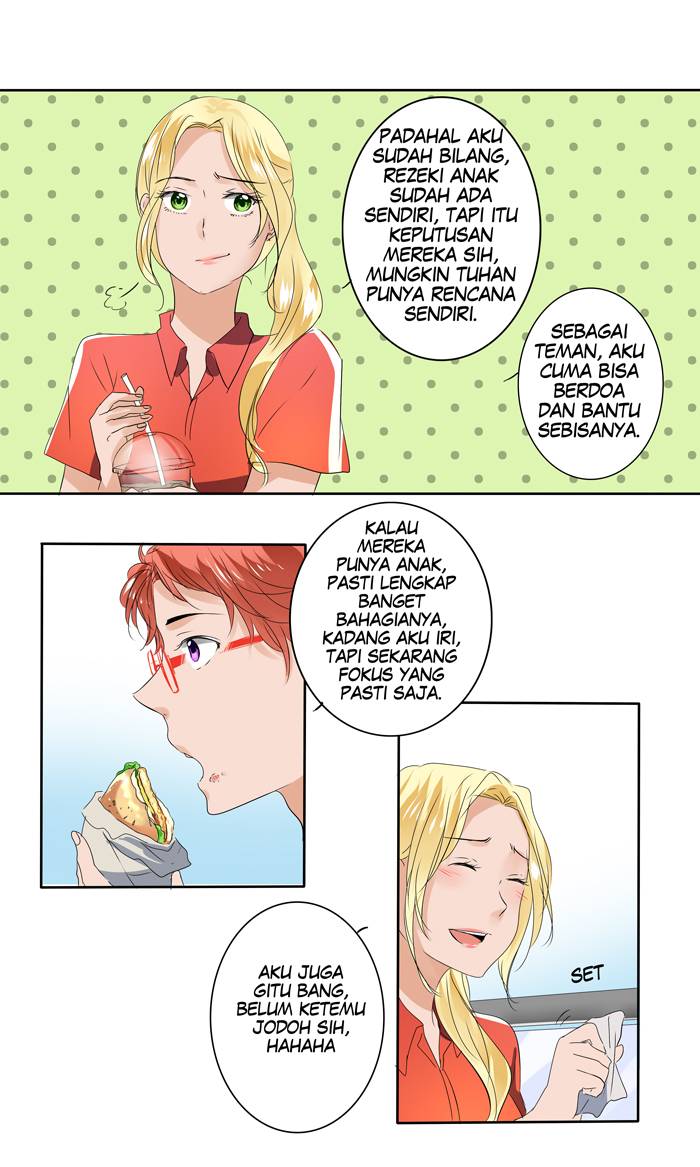 PADAHAL AKU
SUDAH BILANG,
REZEKI ANAK
SUDAH ADA
SENDIRI, TAPI ITU
KEPUTUSAN
MEREKA SIH,
MUNGKIN TUHAN
PUNYA RENCANA
SENDIRI.
SEBAGAI
TEMAN, AKU
CUMA BISA
BERDOA
DAN BANTU
SEBISANYA.
KALAU
MEREKA
PUNYA ANAK,
PASTI LENGKAP
BANGET
BAHAGIANYA,
KADANG AKU IRI,
TAPI SEKARANG
FOKUS YANG
PASTI SAJA.
AKU JUGA
GITU BANG,
BELUM KETEMU
JODOH SIH,
HAHAHA
SET